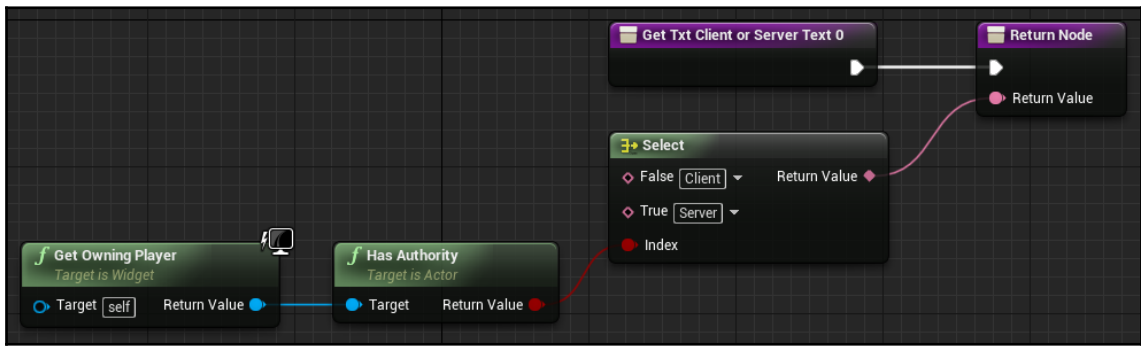 Get Txt Client or Server Text 0
Return Node
Return Value
Select
False Client
Return Value
True Server
Index
f Get Owning Player
Target is Widget
Target self
Return Value
f Has Authority
Target is Actor
Target
Return Value